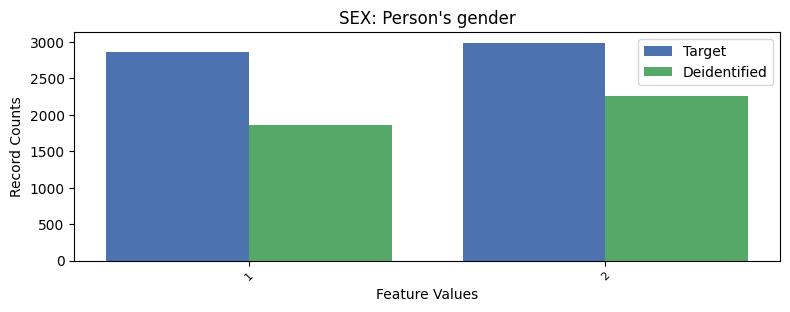 SEX: Person's gender
Target
Deidentified
Record Counts
3000
2500
2000
1500
1000
500
0
1
2
Feature Values